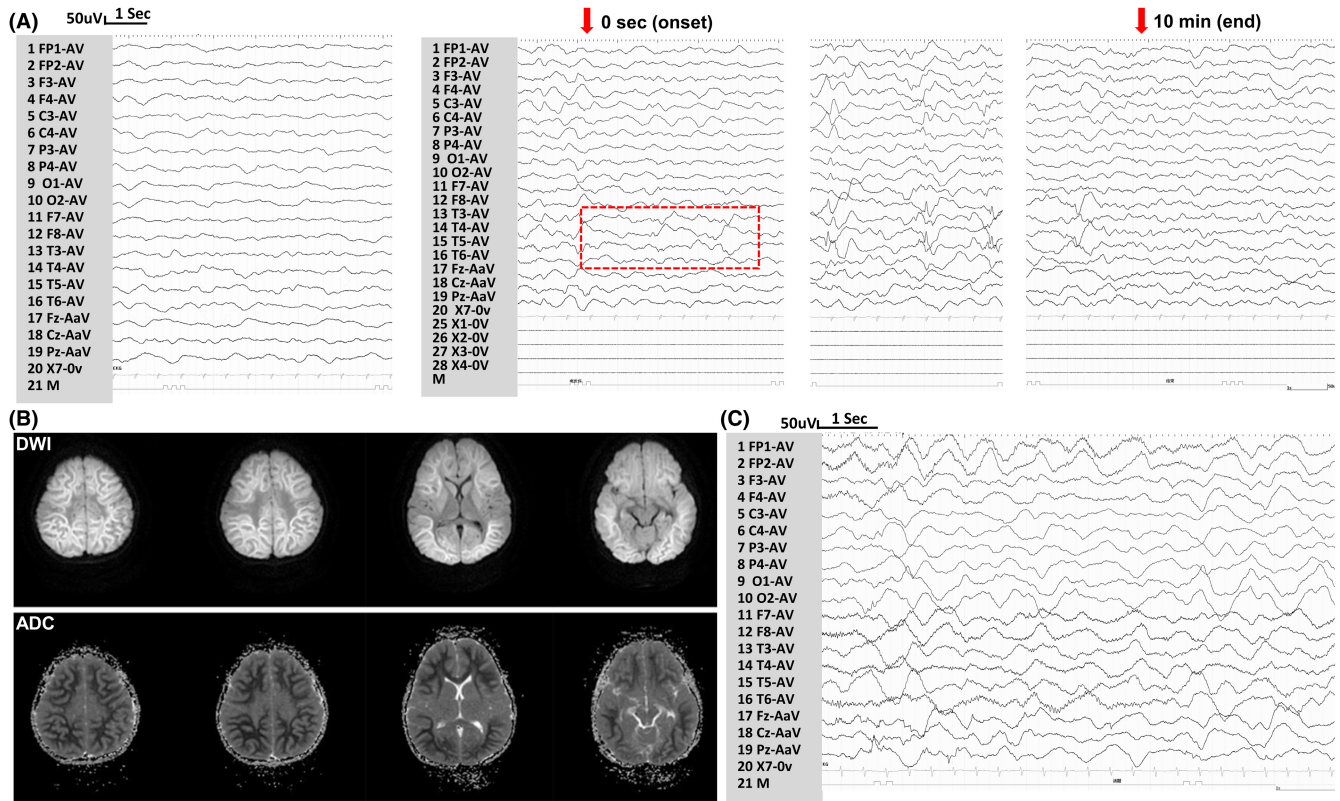 (A)
50uV 1 Sec
0 sec (onset)
10 min (end)
1 FP1-AV
2 FP2-AV
3 F3-AV
4 F4-AV
5 C3-AV
6 C4-AV
7 P3-AV
8 P4-AV
9 O1-AV
10 O2-AV
11 F7-AV
12 F8-AV
13 T3-AV
14 T4-AV
15 T5-AV
16 T6-AV
17 Fz-AaV
18 Cz-AaV
19 Pz-AaV
20 X7-0v
21 M
1 FP1-AV
2 FP2-AV
3 F3-AV
4 F4-AV
5 C3-AV
6 C4-AV
7 P3-AV
8 P4-AV
9 O1-AV
10 O2-AV
11 F7-AV
12 F8-AV
13 T3-AV
14 T4-AV
15 T5-AV
16 T6-AV
17 Fz-AaV
18 Cz-AaV
19 Pz-AaV
20 X7-0v
25 X1-0V
26 X2-0V
27 X3-0V
28 X4-0V
M
(B)
DWI
ADC
(C)
50uV 1 Sec
1 FP1-AV
2 FP2-AV
3 F3-AV
4 F4-AV
5 C3-AV
6 C4-AV
7 P3-AV
8 P4-AV
9 O1-AV
10 O2-AV
11 F7-AV
12 F8-AV
13 T3-AV
14 T4-AV
15 T5-AV
16 T6-AV
17 Fz-AaV
18 Cz-AaV
19 Pz-AaV
20 X7-0v
21 M